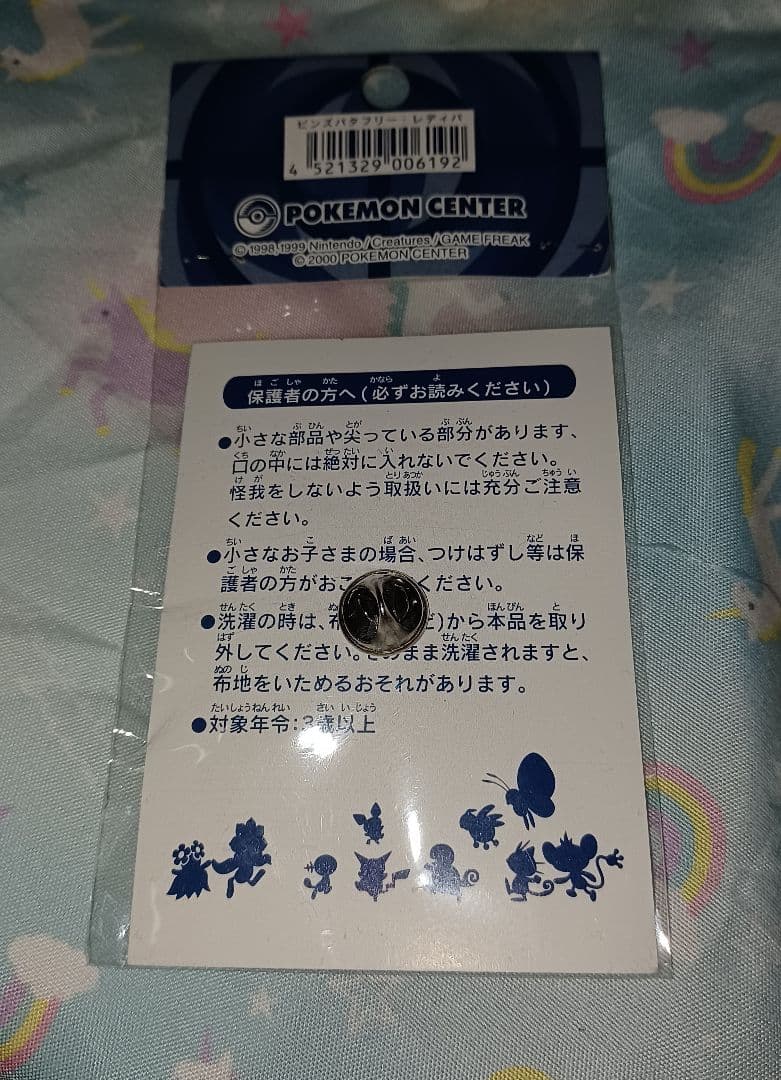 ピンズバタフリー・レディバ
4 521329 006192
POKEMON CENTER
© 1998, 1999 Nintendo / Creatures / GAME FREAK
© 2000 POKEMON CENTER
保護者の方へ(必ずお読みください)
●小さな部品や尖っている部分があります、
口の中には絶対に入れないでください。
怪我をしないよう取扱いには充分ご注意
ください。
●小さなお子さまの場合、つけはずし等は保
護者の方がおこ ください。
●洗濯の時は、布 ど)から本品を取り
外してください。そのまま洗濯されますと、
布地をいためるおそれがあります。
●対象年令:3歳以上